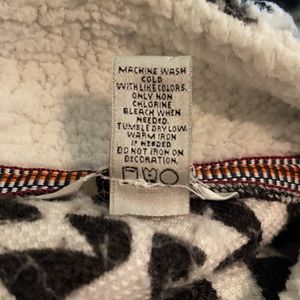 MACHINE WASH
COLD
WITH LIKE COLORS,
ONLY NON
CHLORINE
BLEACH WHEN
NEEDED.
TUMBLE DRY LOW.
WARM IRON
IF NEEDED
DO NOT IRON ON
DECORATION.